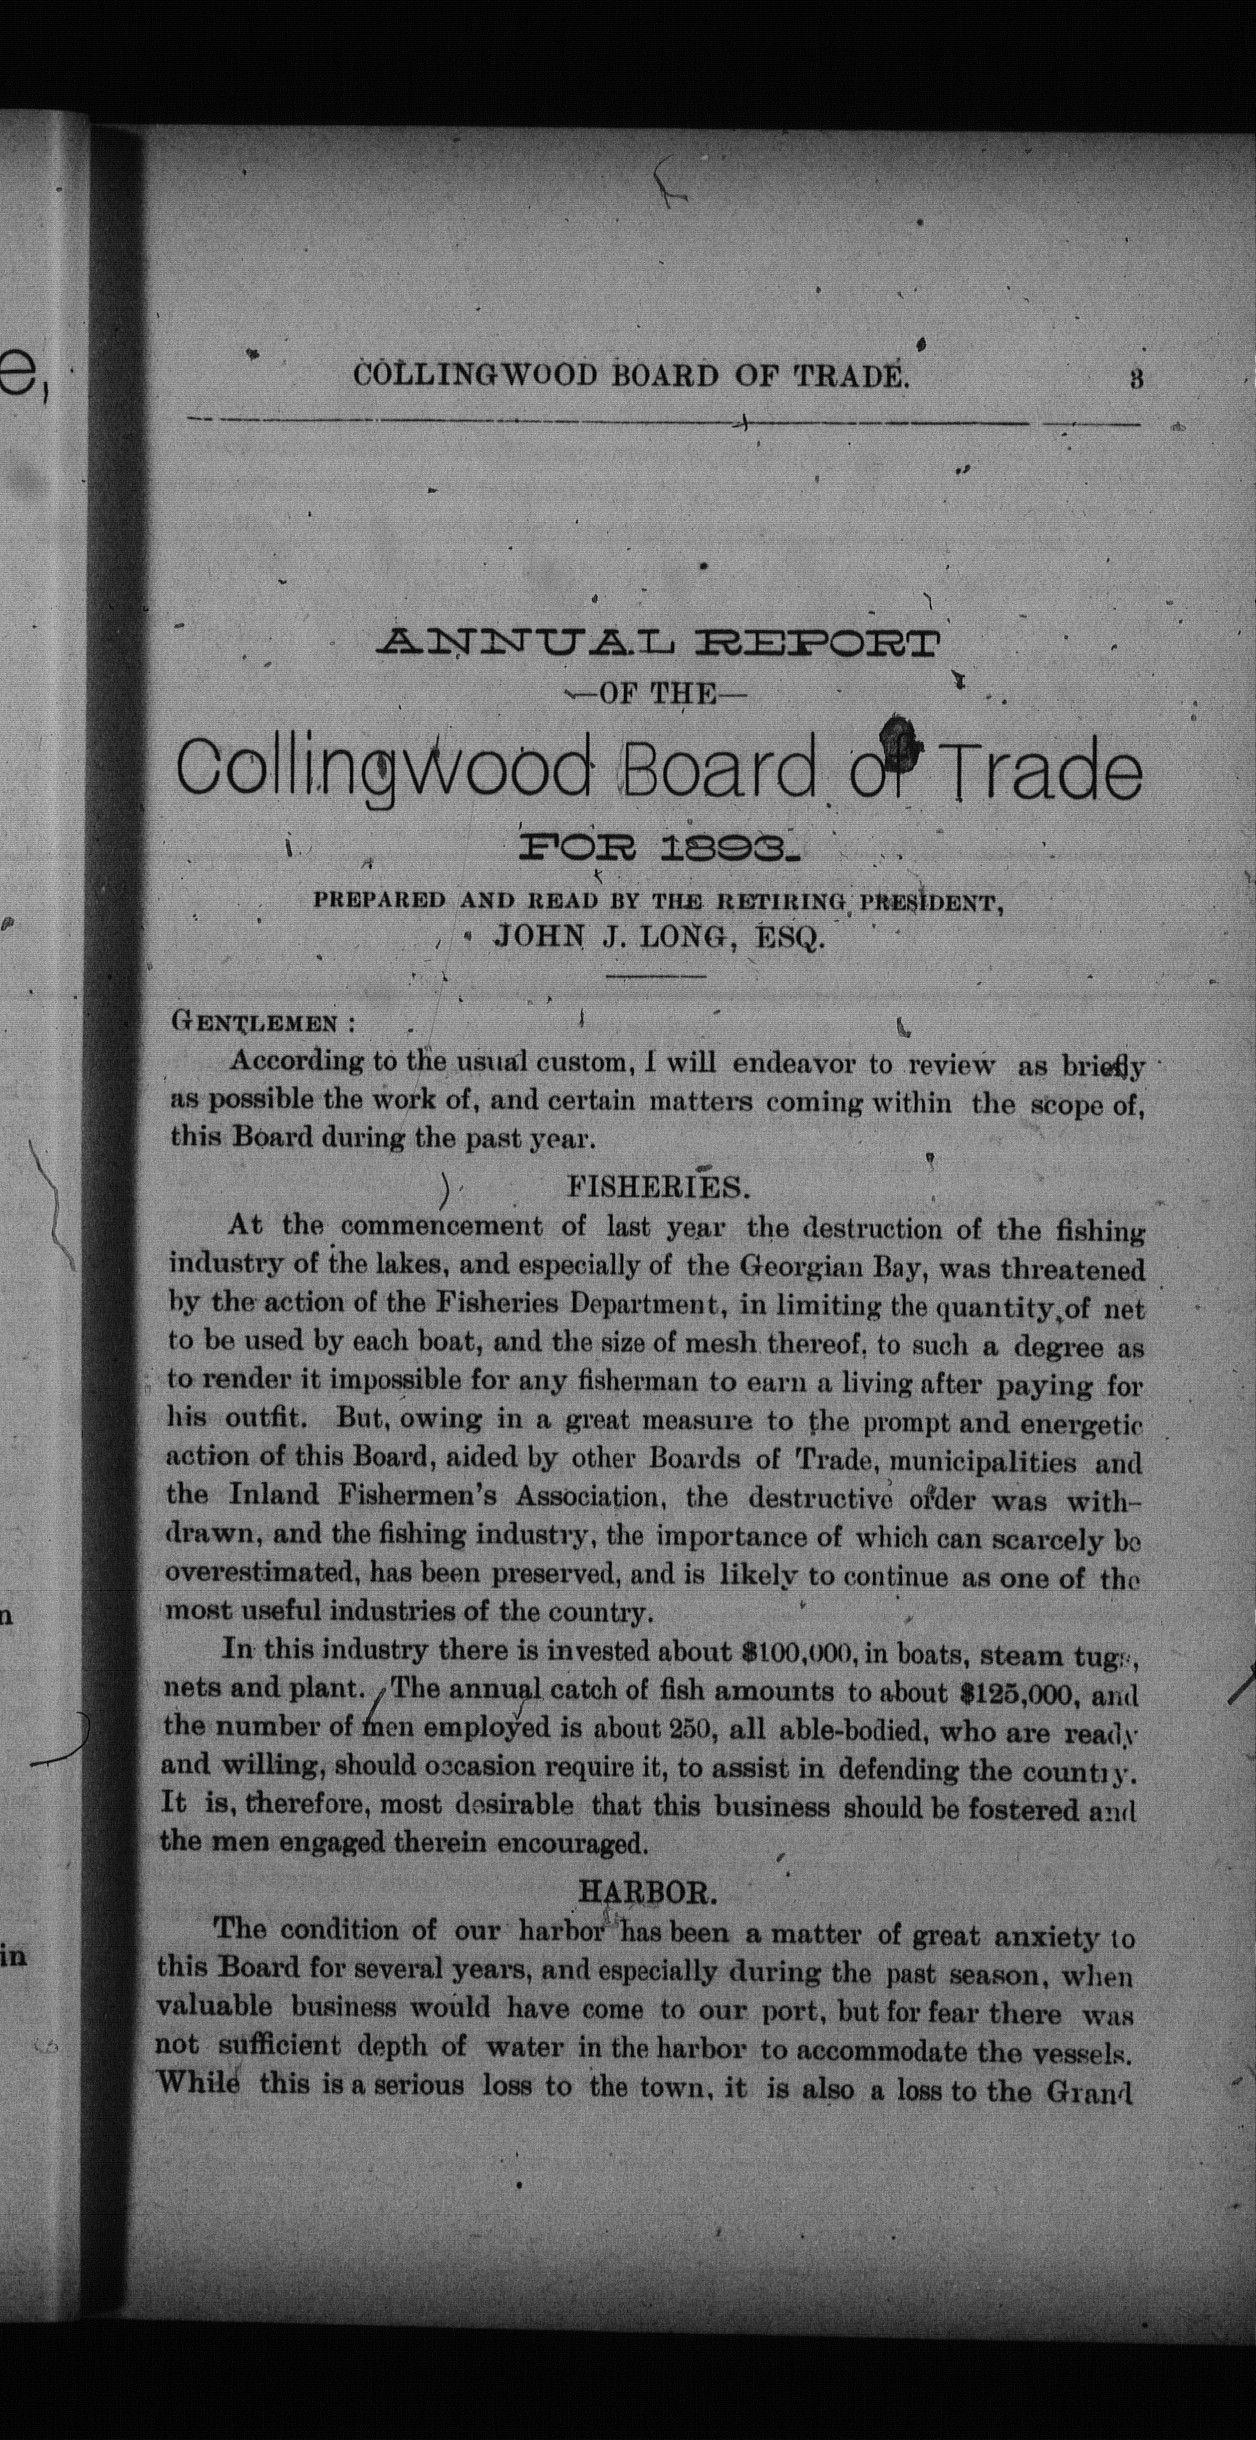 COLLINGWOOD BOARD OF TRADE. 3
ANNUAL REPORT
—OF THE—
Collingwood Board of Trade
FOR 1893.
PREPARED AND READ BY THE RETIRING PRESIDENT,
JOHN J. LONG, ESQ.
GENTLEMEN :
According to the usual custom, I will endeavor to review as briefly
as possible the work of, and certain matters coming within the scope of,
this Board during the past year.
FISHERIES.
At the commencement of last year the destruction of the fishing
industry of the lakes, and especially of the Georgian Bay, was threatened
by the action of the Fisheries Department, in limiting the quantity of net
to be used by each boat, and the size of mesh thereof, to such a degree as
to render it impossible for any fisherman to earn a living after paying for
his outfit. But, owing in a great measure to the prompt and energetic
action of this Board, aided by other Boards of Trade, municipalities and
the Inland Fishermen's Association, the destructive order was with-
drawn, and the fishing industry, the importance of which can scarcely be
overestimated, has been preserved, and is likely to continue as one of the
most useful industries of the country.
In this industry there is invested about $100,000, in boats, steam tugs,
nets and plant. The annual catch of fish amounts to about $125,000, and
the number of men employed is about 250, all able-bodied, who are ready
and willing, should occasion require it, to assist in defending the country.
It is, therefore, most desirable that this business should be fostered and
the men engaged therein encouraged.
HARBOR.
The condition of our harbor has been a matter of great anxiety to
this Board for several years, and especially during the past season, when
valuable business would have come to our port, but for fear there was
not sufficient depth of water in the harbor to accommodate the vessels.
While this is a serious loss to the town, it is also a loss to the Grand